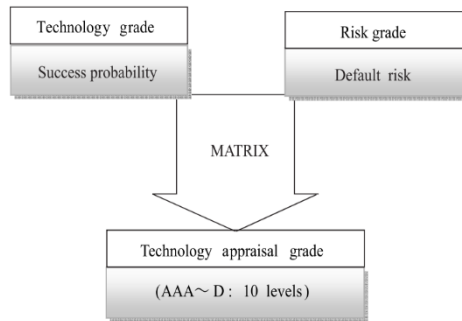 Technology grade
Success probability
Risk grade
Default risk
MATRIX
Technology appraisal grade
(AAA～D : 10 levels)